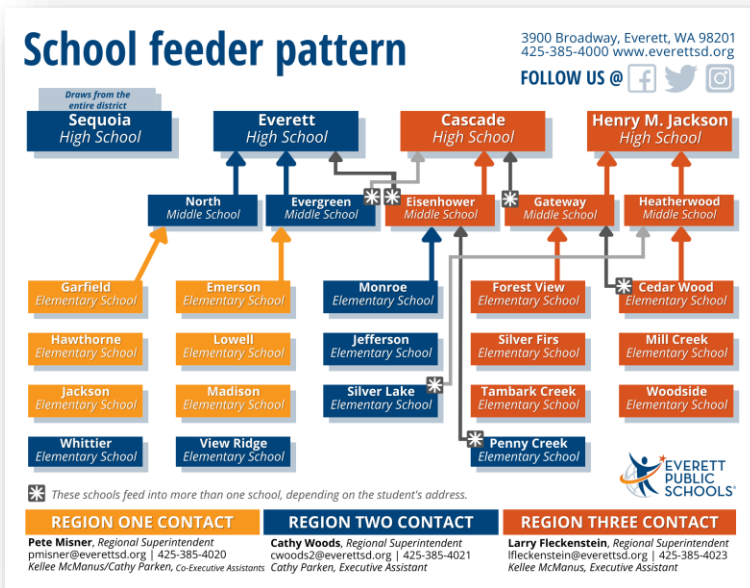 School feeder pattern
3900 Broadway, Everett, WA 98201
425-385-4000 www.everettsd.org
FOLLOW US @
Draws from the
entire district
Sequoia
High School
Everett
High School
Cascade
High School
Henry M. Jackson
High School
North
Middle School
Evergreen
Middle School
Eisenhower
Middle School
Gateway
Middle School
Heatherwood
Middle School
Garfield
Elementary School
Emerson
Elementary School
Monroe
Elementary School
Forest View
Elementary School
Cedar Wood
Elementary School
Hawthorne
Elementary School
Lowell
Elementary School
Jefferson
Elementary School
Silver Firs
Elementary School
Mill Creek
Elementary School
Jackson
Elementary School
Madison
Elementary School
Silver Lake
Elementary School
Tambark Creek
Elementary School
Woodside
Elementary School
Whittier
Elementary School
View Ridge
Elementary School
Penny Creek
Elementary School
EVERETT
PUBLIC
SCHOOLS
These schools feed into more than one school, depending on the student's address.
REGION ONE CONTACT
Pete Misner, Regional Superintendent
pmisner@everettsd.org | 425-385-4020
Kellee McManus/Cathy Parken, Co-Executive Assistants
REGION TWO CONTACT
Cathy Woods, Regional Superintendent
cwoods2@everettsd.org | 425-385-4021
Cathy Parken, Executive Assistant
REGION THREE CONTACT
Larry Fleckenstein, Regional Superintendent
lfleckenstein@everettsd.org | 425-385-4023
Kellee McManus, Executive Assistant